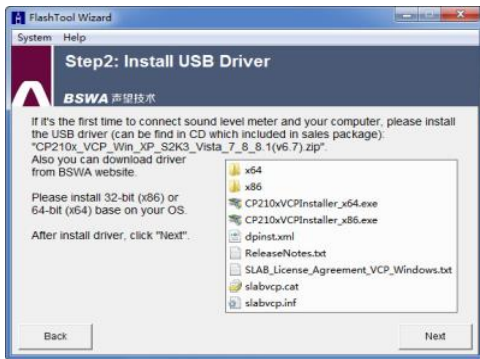 FlashTool Wizard
System Help
Step2: Install USB Driver
BSWA 声望技术
If it's the first time to connect sound level meter and your computer, please install
the USB driver (can be find in CD which included in sales package):
"CP210x_VCP_Win_XP_S2K3_Vista_7_8_8.1(v6.7).zip".
Also you can download driver
from BSWA website.
Please install 32-bit (x86) or
64-bit (x64) base on your OS.
After install driver, click "Next".
x64
x86
CP210xVCPInstaller_x64.exe
CP210xVCPInstaller_x86.exe
dpinst.xml
ReleaseNotes.txt
SLAB_License_Agreement_VCP_Windows.txt
slabvcp.cat
slabvcp.inf
Back
Next